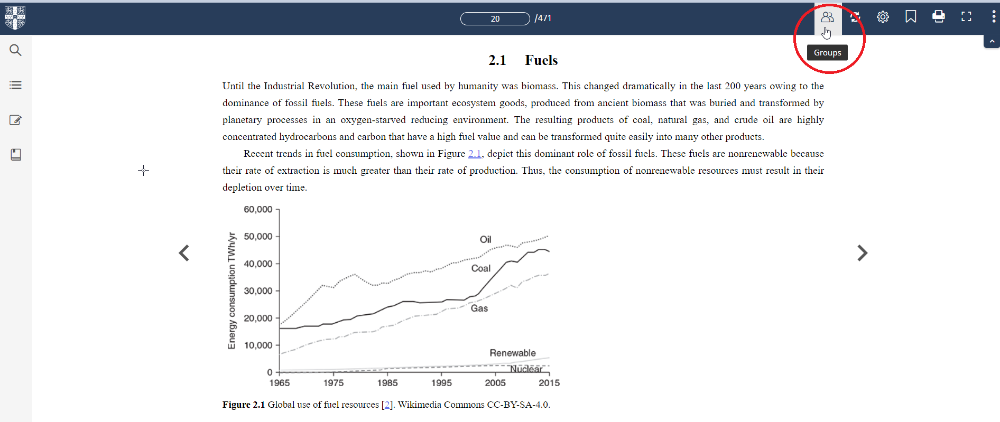 20 /471
Groups
2.1 Fuels
Until the Industrial Revolution, the main fuel used by humanity was biomass. This changed dramatically in the last 200 years owing to the
dominance of fossil fuels. These fuels are important ecosystem goods, produced from ancient biomass that was buried and transformed by
planetary processes in an oxygen-starved reducing environment. The resulting products of coal, natural gas, and crude oil are highly
concentrated hydrocarbons and carbon that have a high fuel value and can be transformed quite easily into many other products.
Recent trends in fuel consumption, shown in Figure 2.1, depict this dominant role of fossil fuels. These fuels are nonrenewable because
their rate of extraction is much greater than their rate of production. Thus, the consumption of nonrenewable resources must result in their
depletion over time.
Energy consumption TWh/yr
60,000
50,000
40,000
30,000
20,000
10,000
0
Oil
Coal
Gas
Renewable
Nuclear
1965 1975 1985 1995 2005 2015
Figure 2.1 Global use of fuel resources [2]. Wikimedia Commons CC-BY-SA-4.0.